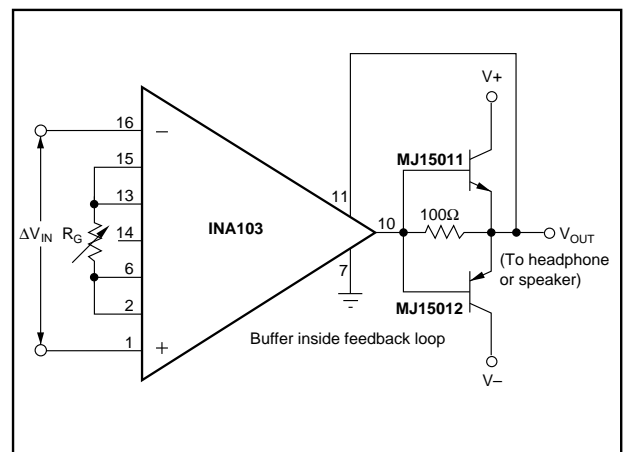 V+
16
–
MJ15011
15
11
13
100Ω
ΔV_IN
R_G
14
INA103
10
V_OUT
6
7
(To headphone
or speaker)
2
MJ15012
1
+
Buffer inside feedback loop
V–